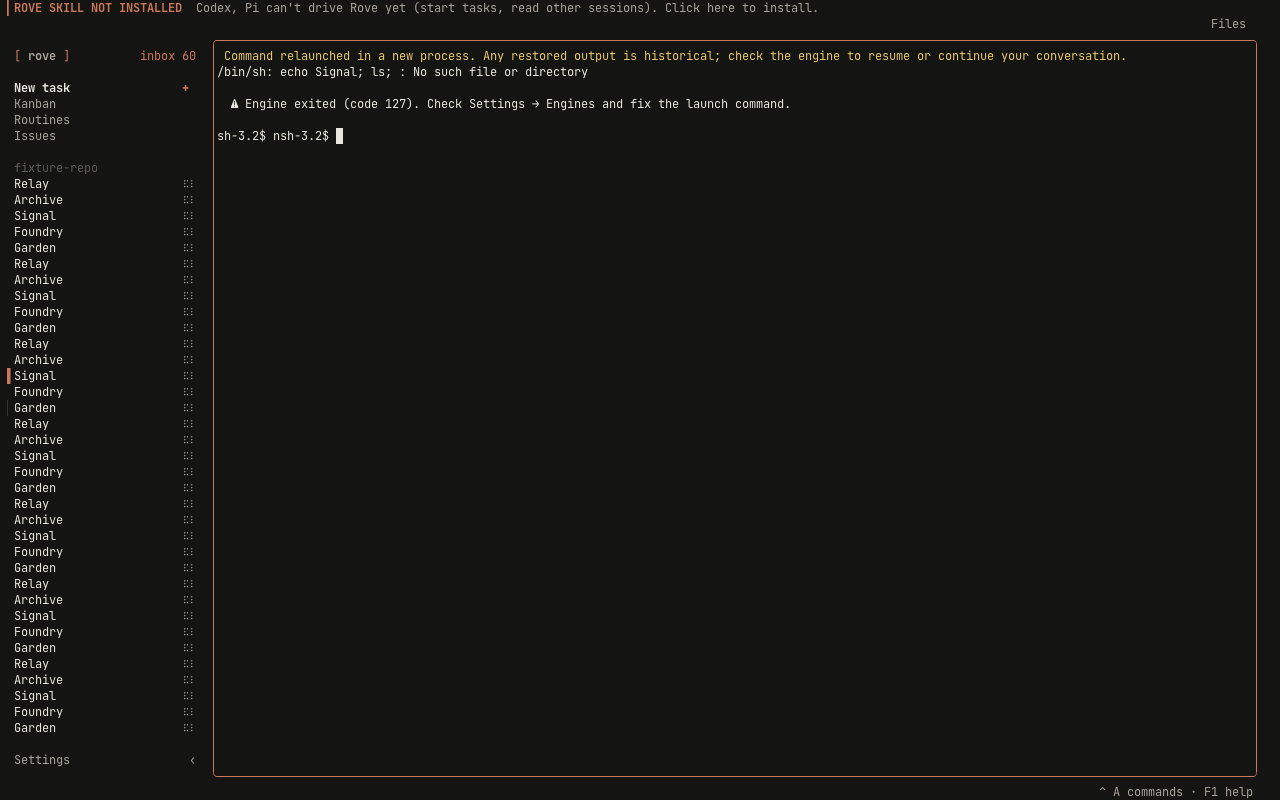 ROVE SKILL NOT INSTALLED  Codex, Pi can't drive Rove yet (start tasks, read other sessions). Click here to install.
Files
[ rove ]  inbox 60
New task +
Kanban
Routines
Issues
fixture-repo
Relay
Archive
Signal
Foundry
Garden
Relay
Archive
Signal
Foundry
Garden
Relay
Archive
Signal
Foundry
Garden
Relay
Archive
Signal
Foundry
Garden
Relay
Archive
Signal
Foundry
Garden
Relay
Archive
Signal
Foundry
Garden
Relay
Archive
Signal
Foundry
Garden
Settings ‹
Command relaunched in a new process. Any restored output is historical; check the engine to resume or continue your conversation.
/bin/sh: echo Signal; ls; : No such file or directory
⚠ Engine exited (code 127). Check Settings → Engines and fix the launch command.
sh-3.2$ nsh-3.2$
^ A commands · F1 help